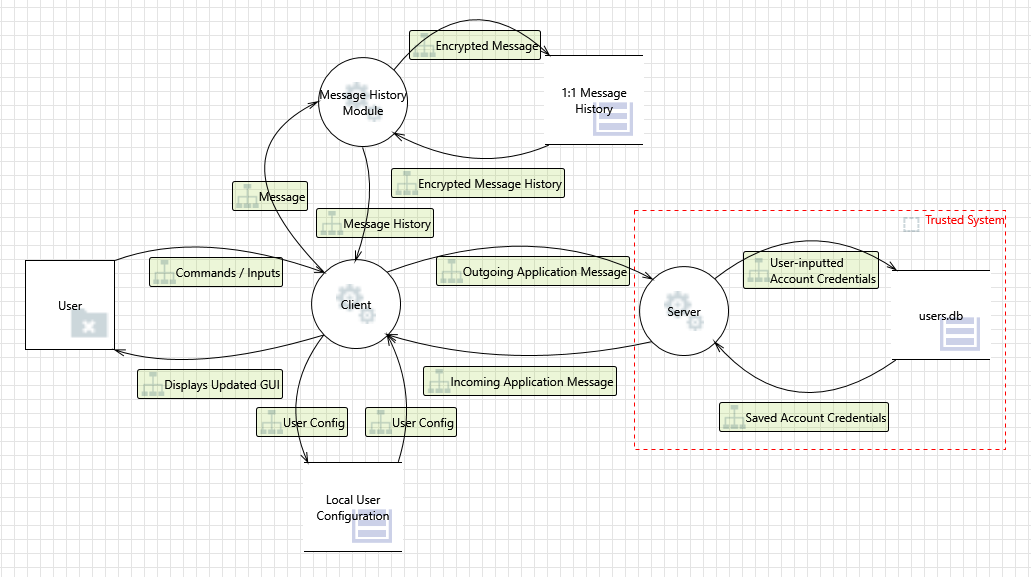 Encrypted Message
Message History
Module
1:1 Message
History
Encrypted Message History
Message
Message History
Trusted System
Commands / Inputs
Outgoing Application Message
User-inputted
Account Credentials
User
Client
Server
users.db
Displays Updated GUI
Incoming Application Message
User Config
User Config
Saved Account Credentials
Local User
Configuration